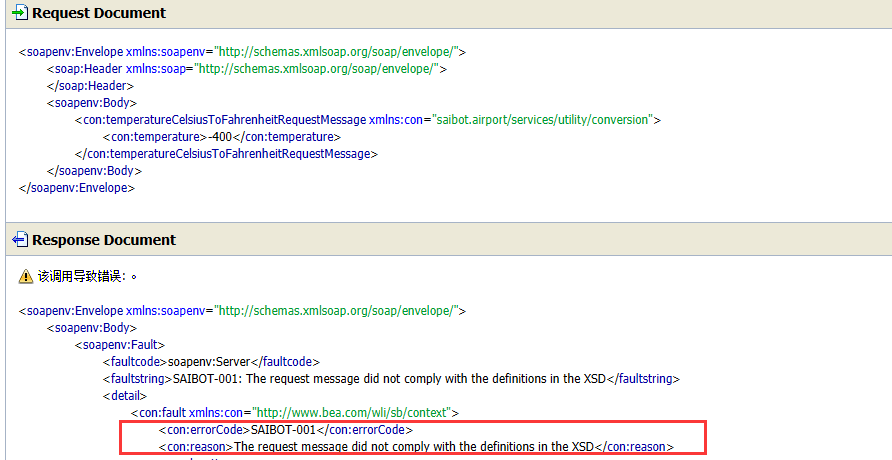 Request Document
<soapenv:Envelope xmlns:soapenv="http://schemas.xmlsoap.org/soap/envelope/">
<soap:Header xmlns:soap="http://schemas.xmlsoap.org/soap/envelope/">
</soap:Header>
<soapenv:Body>
<con:temperatureCelsiusToFahrenheitRequestMessage xmlns:con="saibot.airport/services/utility/conversion">
<con:temperature>-400</con:temperature>
</con:temperatureCelsiusToFahrenheitRequestMessage>
</soapenv:Body>
</soapenv:Envelope>
Response Document
该调用导致错误: 。
<soapenv:Envelope xmlns:soapenv="http://schemas.xmlsoap.org/soap/envelope/">
<soapenv:Body>
<soapenv:Fault>
<faultcode>soapenv:Server</faultcode>
<faultstring>SAIBOT-001: The request message did not comply with the definitions in the XSD</faultstring>
<detail>
<con:fault xmlns:con="http://www.bea.com/wli/sb/context">
<con:errorCode>SAIBOT-001</con:errorCode>
<con:reason>The request message did not comply with the definitions in the XSD</con:reason>